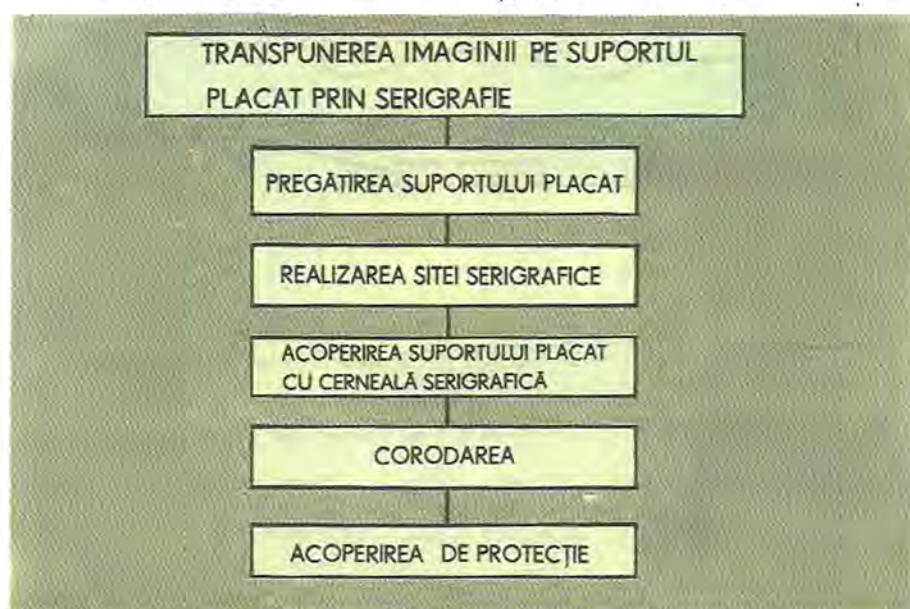 TRANSPUNEREA IMAGINII PE SUPORTUL
PLACAT PRIN SERIGRAFIE
PREGĂTIREA SUPORTULUI PLACAT
REALIZAREA SITEI SERIGRAFICE
ACOPERIREA SUPORTULUI PLACAT
CU CERNEALĂ SERIGRAFICĂ
CORODAREA
ACOPERIREA DE PROTECȚIE